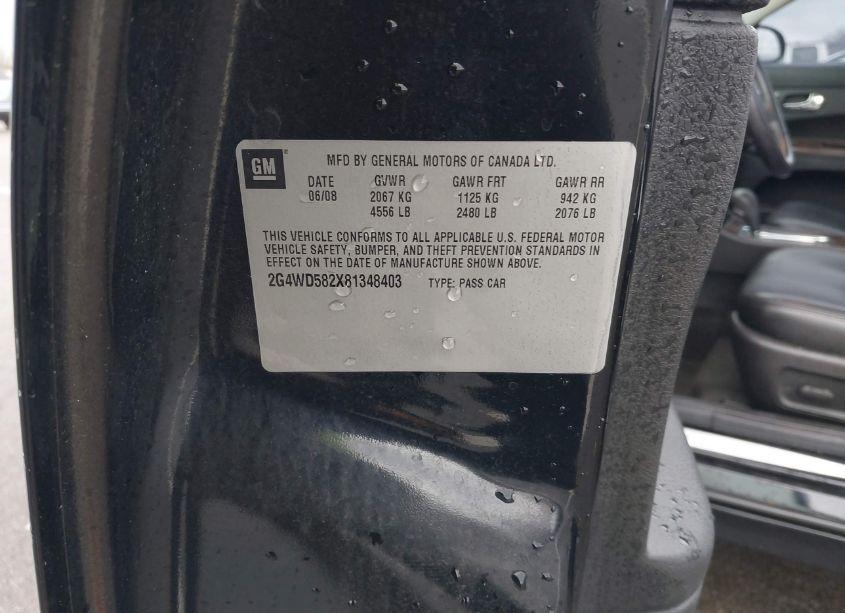 GM
MFD BY GENERAL MOTORS OF CANADA LTD.
DATE GVWR GAWR FRT GAWR RR
06/08 2067 KG 1125 KG 942 KG
4556 LB 2480 LB 2076 LB
THIS VEHICLE CONFORMS TO ALL APPLICABLE U.S. FEDERAL MOTOR
VEHICLE SAFETY, BUMPER, AND THEFT PREVENTION STANDARDS IN
EFFECT ON THE DATE OF MANUFACTURE SHOWN ABOVE.
2G4WD582X81348403 TYPE: PASS CAR